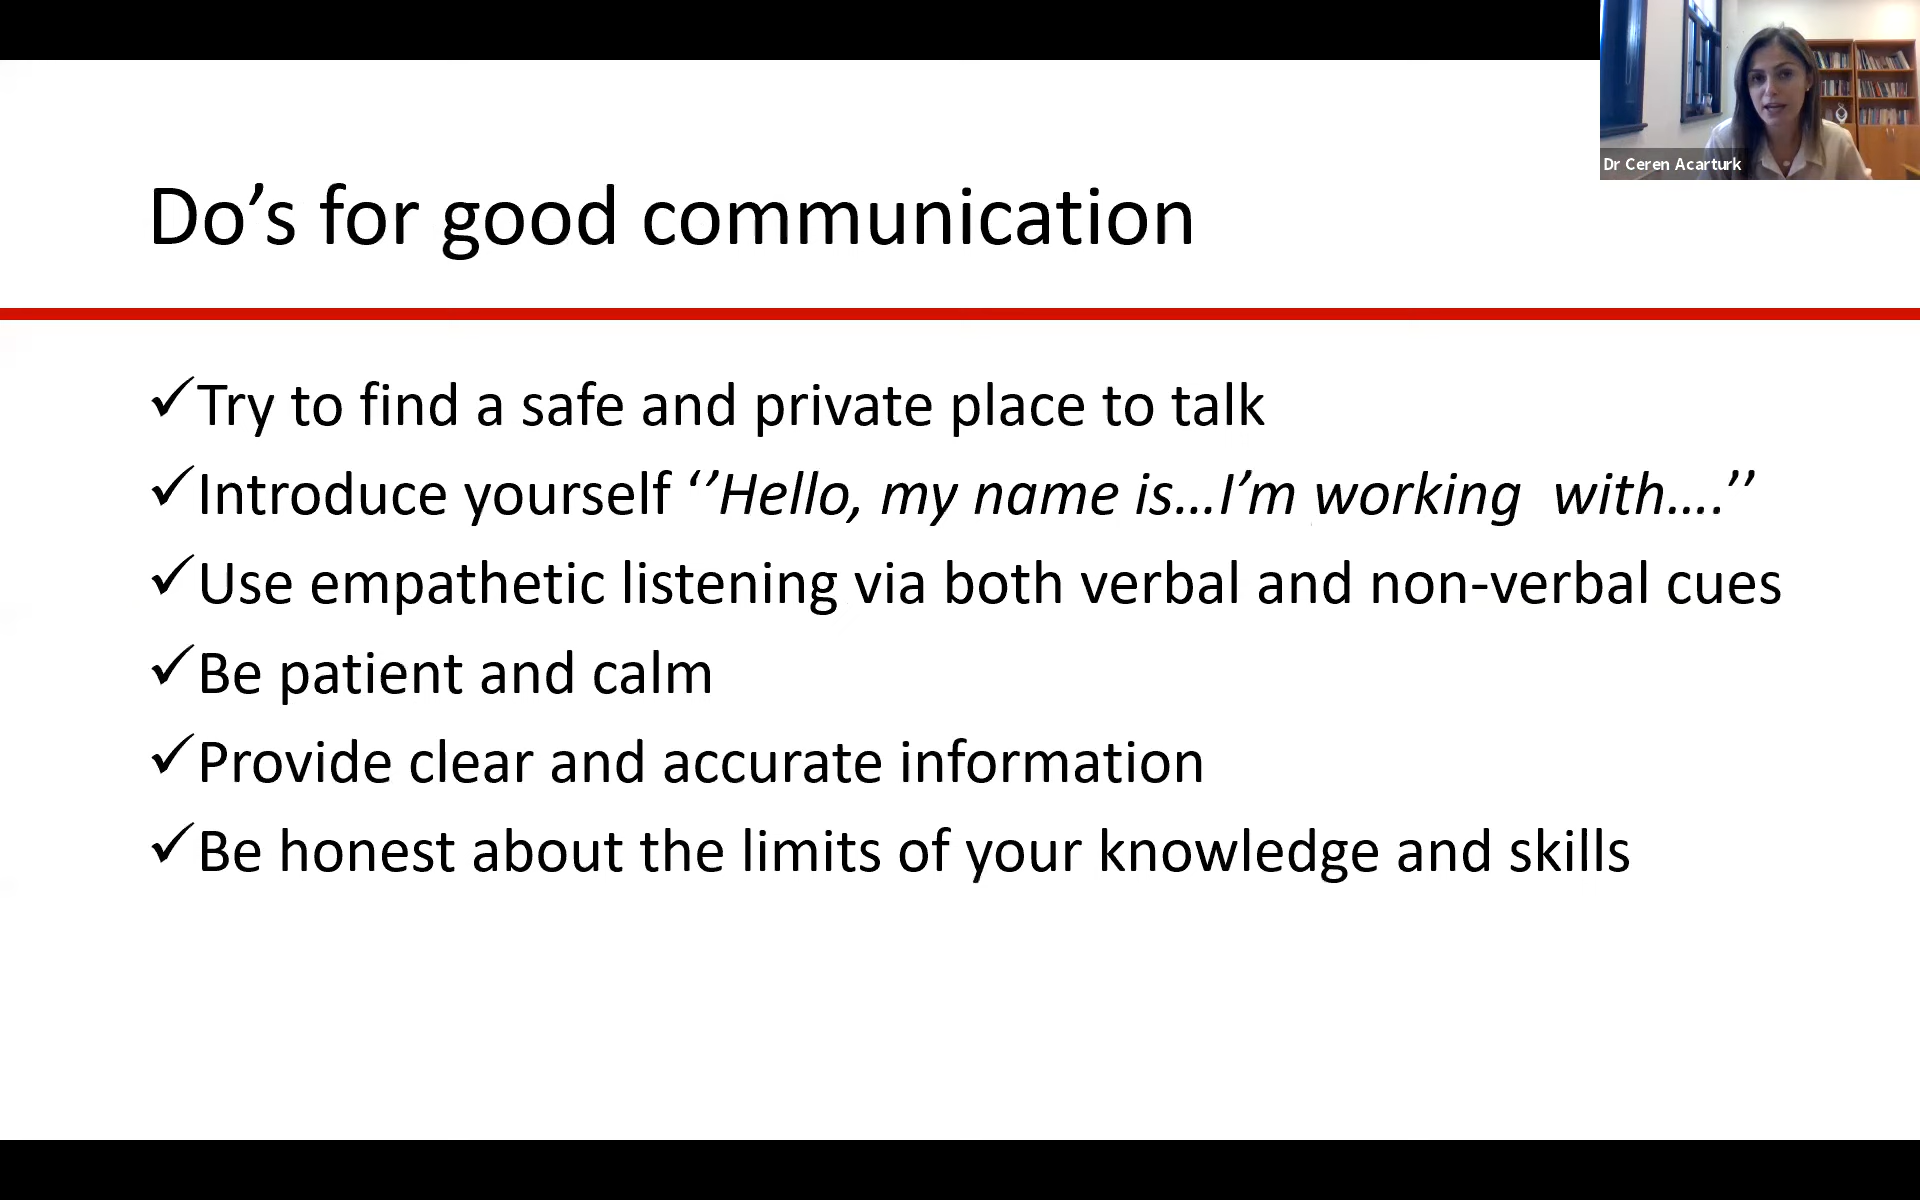 Dr Ceren Acarturk
Do’s for good communication
✓Try to find a safe and private place to talk
✓Introduce yourself ‘’Hello, my name is…I’m working  with….’’
✓Use empathetic listening via both verbal and non-verbal cues
✓Be patient and calm
✓Provide clear and accurate information
✓Be honest about the limits of your knowledge and skills